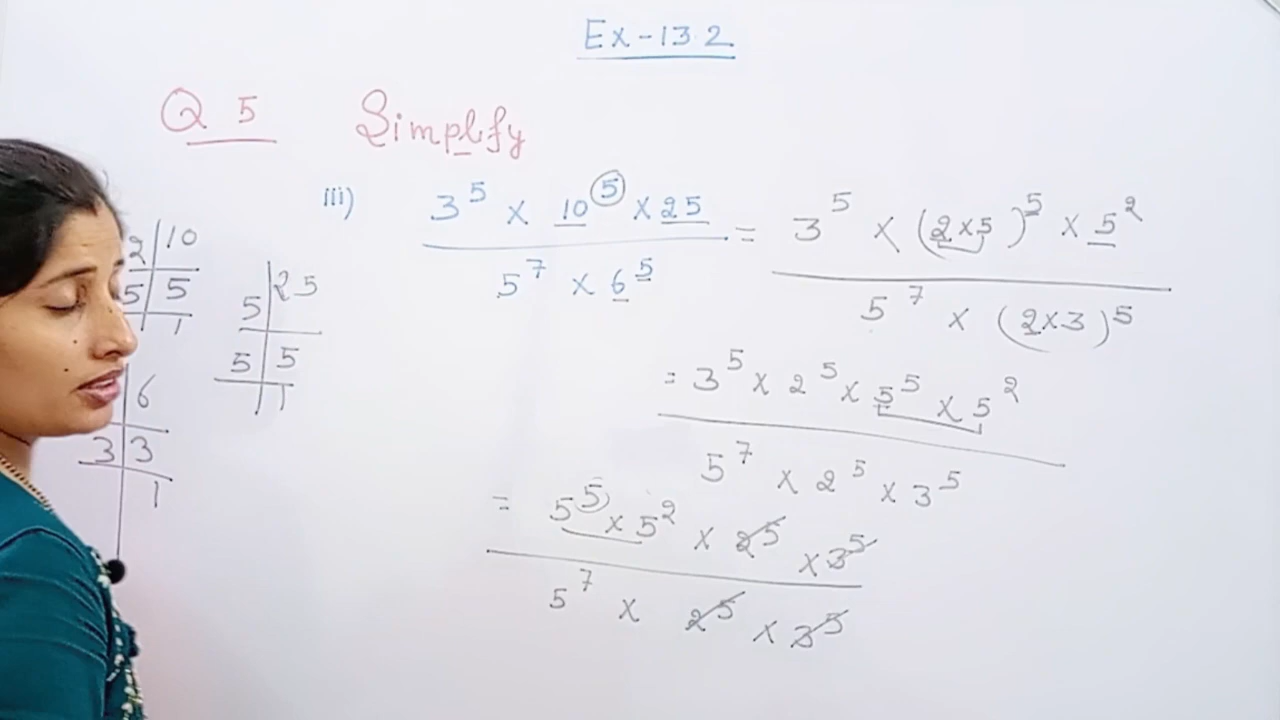 Ex-13.2
Q 5 Simplify
iii) 3^5 × 10^5 × 25 / 5^7 × 6^5 = 3^5 × (2×5)^5 × 5^2 / 5^7 × (2×3)^5
= 3^5 × 2^5 × 5^5 × 5^2 / 5^7 × 2^5 × 3^5
= 5^5 × 5^2 × 2^5 × 3^5 / 5^7 × 2^5 × 3^5
2 | 10
5 | 5
1
5 | 25
5 | 5
1
6
3 | 3
1